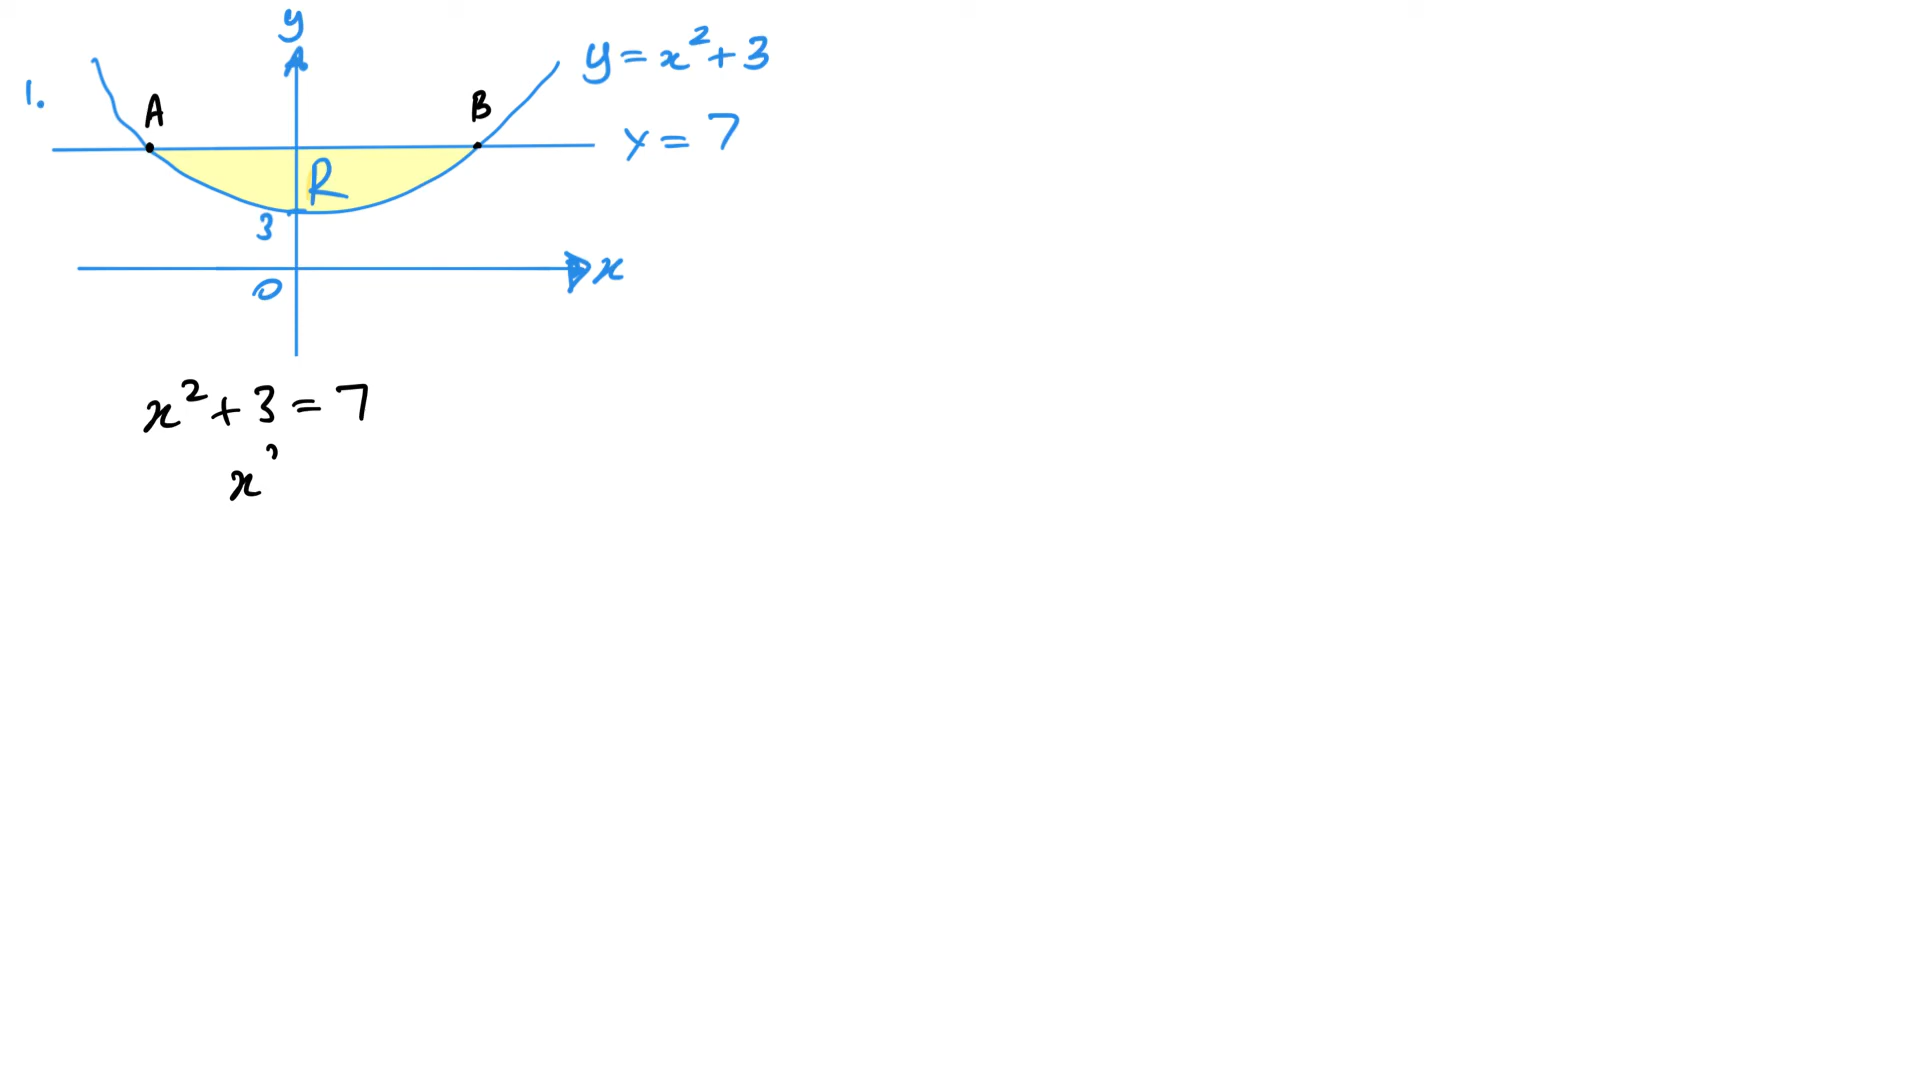 y
y = x² + 3
1.
A
B
y = 7
R
3
x
0
x² + 3 = 7
x